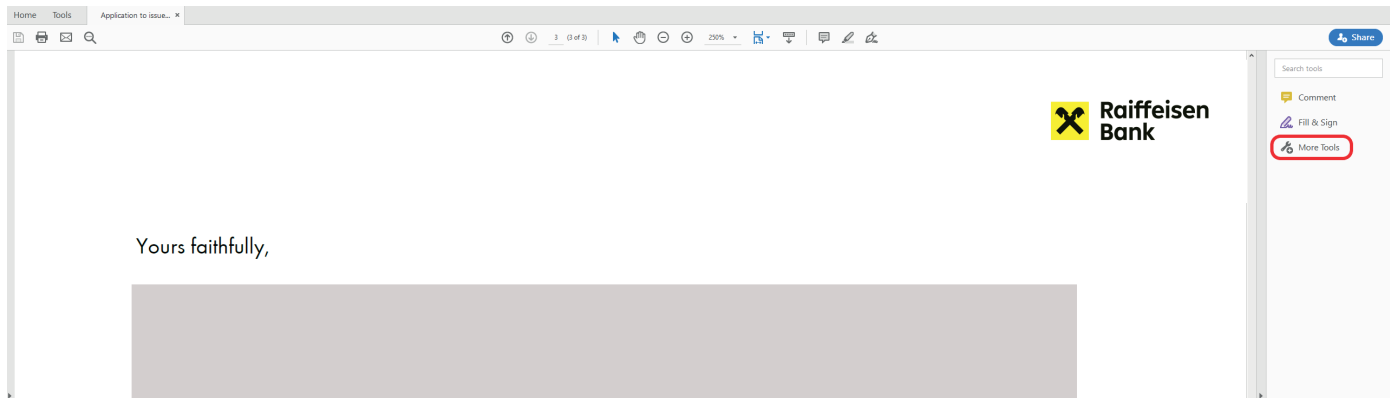 Home Tools Application to issue... ×
3 (3 of 3) 250% Share
Search tools
Comment
Fill & Sign
More Tools
Raiffeisen
Bank
Yours faithfully,